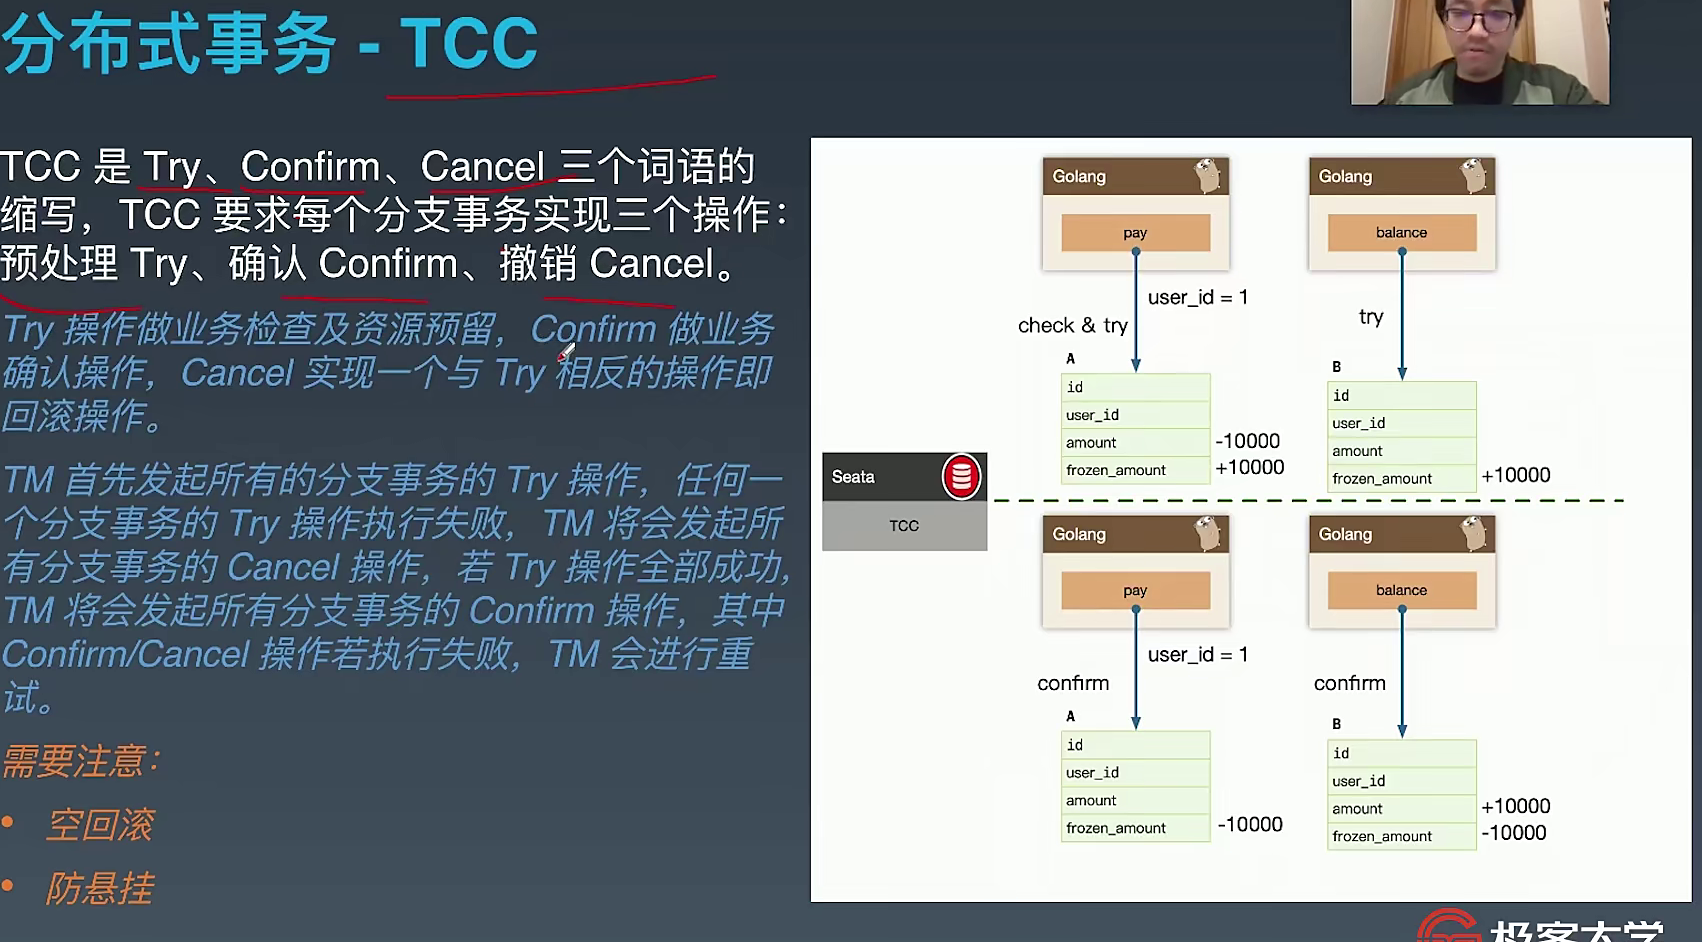 分布式事务 - TCC
TCC 是 Try、Confirm、Cancel 三个词语的
缩写，TCC 要求每个分支事务实现三个操作：
预处理 Try、确认 Confirm、撤销 Cancel。
Try 操作做业务检查及资源预留，Confirm 做业务
确认操作，Cancel 实现一个与 Try 相反的操作即
回滚操作。
TM 首先发起所有的分支事务的 Try 操作，任何一
个分支事务的 Try 操作执行失败，TM 将会发起所
有分支事务的 Cancel 操作，若 Try 操作全部成功，
TM 将会发起所有分支事务的 Confirm 操作，其中
Confirm/Cancel 操作若执行失败，TM 会进行重
试。
需要注意：
• 空回滚
• 防悬挂
Seata
TCC
Golang
pay
user_id = 1
check & try
A
id
user_id
amount -10000
frozen_amount +10000
Golang
balance
try
B
id
user_id
amount
frozen_amount +10000
Golang
pay
user_id = 1
confirm
A
id
user_id
amount
frozen_amount -10000
Golang
balance
confirm
B
id
user_id
amount +10000
frozen_amount -10000
极客大学